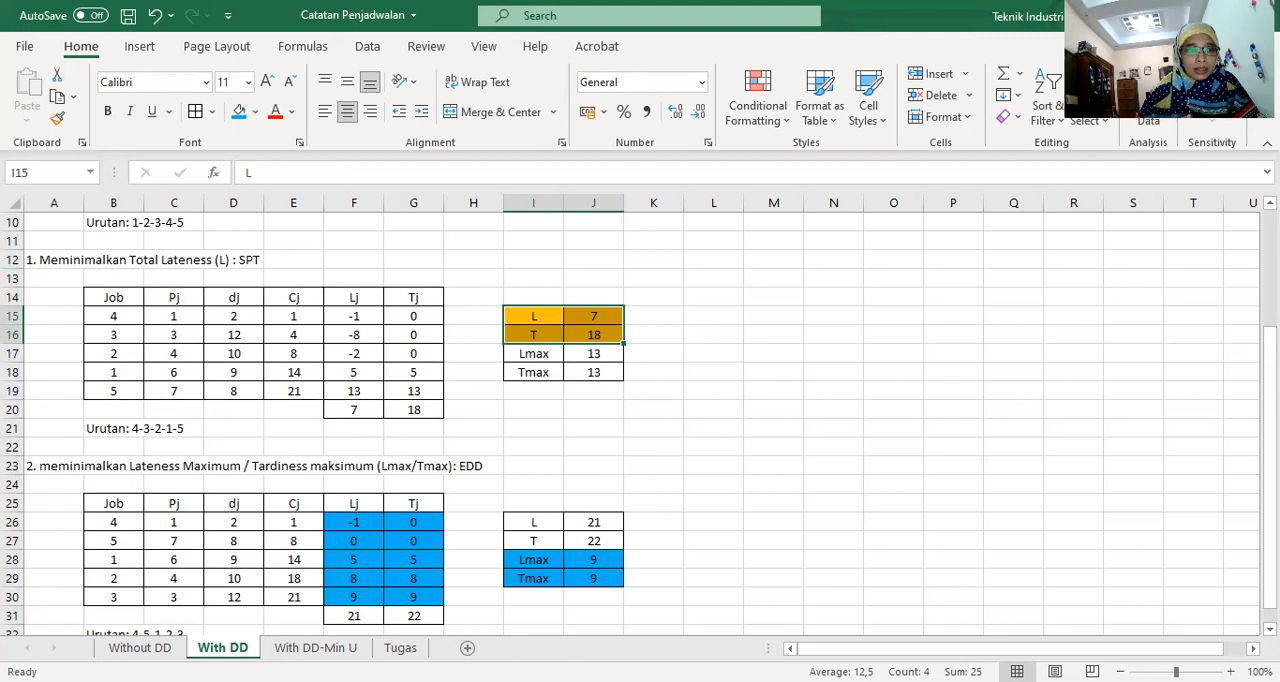 AutoSave Off Catatan Penjadwalan Search Teknik Industri
File Home Insert Page Layout Formulas Data Review View Help Acrobat
Paste Calibri 11 Wrap Text General Conditional Formatting Format as Table Cell Styles Insert Sort & Filter Select Data
B I U Merge & Center % Delete Format
Clipboard Font Alignment Number Styles Cells Editing Analysis Sensitivity
I15 fx L
A B C D E F G H I J K L M N O P Q R S T U
10 Urutan: 1-2-3-4-5
11
12 1. Meminimalkan Total Lateness (L) : SPT
13
14 Job Pj dj Cj Lj Tj
15 4 1 2 1 -1 0 L 7
16 3 3 12 4 -8 0 T 18
17 2 4 10 8 -2 0 Lmax 13
18 1 6 9 14 5 5 Tmax 13
19 5 7 8 21 13 13
20 7 18
21 Urutan: 4-3-2-1-5
22
23 2. meminimalkan Lateness Maximum / Tardiness maksimum (Lmax/Tmax): EDD
24
25 Job Pj dj Cj Lj Tj
26 4 1 2 1 -1 0 L 21
27 5 7 8 8 0 0 T 22
28 1 6 9 14 5 5 Lmax 9
29 2 4 10 18 8 8 Tmax 9
30 3 3 12 21 9 9
31 21 22
32 Urutan: 4-5-1-2-3
Without DD With DD With DD-Min U Tugas
Ready Average: 12,5 Count: 4 Sum: 25 100%